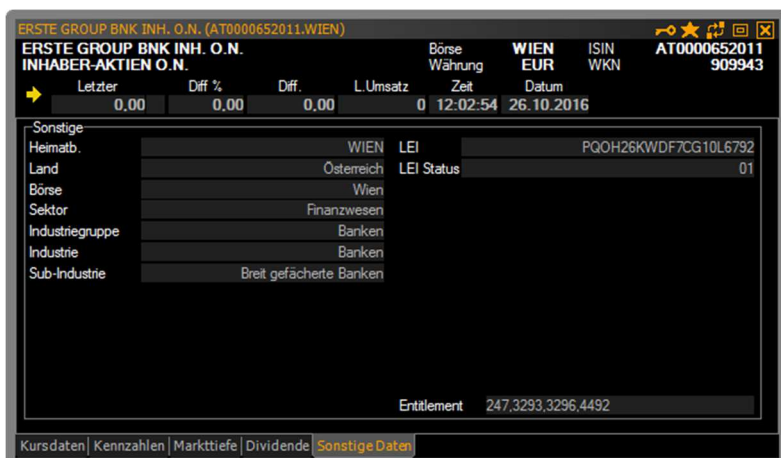 ERSTE GROUP BNK INH. O.N. (AT0000652011.WIEN)
ERSTE GROUP BNK INH. O.N. Börse WIEN ISIN AT0000652011
INHABER-AKTIEN O.N. Währung EUR WKN 909943
Letzter Diff % Diff. L.Umsatz Zeit Datum
0,00 0,00 0,00 0 12:02:54 26.10.2016
Sonstige
Heimatb. WIEN LEI PQOH26KWDF7CG10L6792
Land Österreich LEI Status 01
Börse Wien
Sektor Finanzwesen
Industriegruppe Banken
Industrie Banken
Sub-Industrie Breit gefächerte Banken
Entitlement 247,3293,3296,4492
Kursdaten Kennzahlen Markttiefe Dividende Sonstige Daten